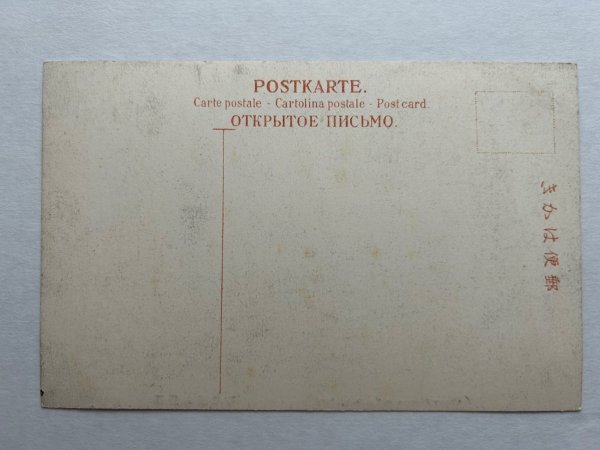 POSTKARTE.
Carte postale - Cartolina postale - Post card.
ОТКРЫТОЕ ПИСЬМО.
郵便はかき